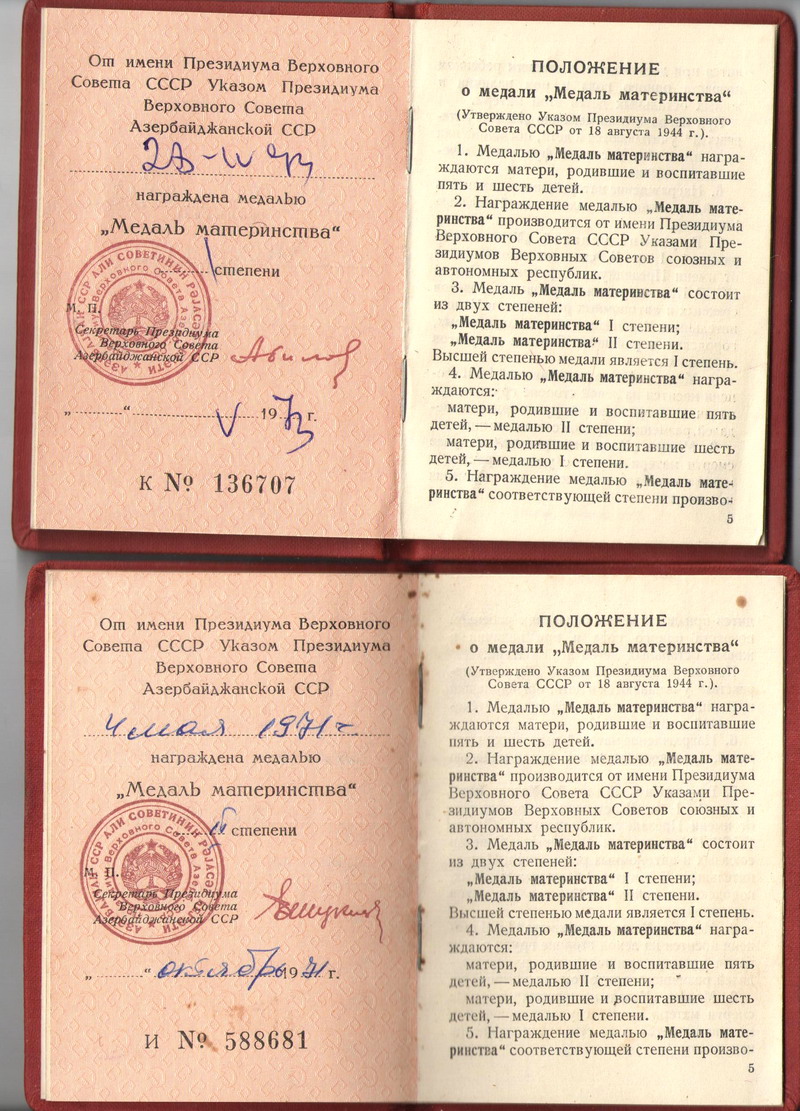 От имени Президиума Верховного
Совета СССР Указом Президиума
Верховного Совета
Азербайджанской ССР
награждена медалью
„Медаль материнства“
степени
М. П.
Секретарь Президиума
Верховного Совета
Азербайджанской ССР
„ “ V 1973 г.
К № 136707
ПОЛОЖЕНИЕ
о медали „Медаль материнства“
(Утверждено Указом Президиума Верховного
Совета СССР от 18 августа 1944 г.).
1. Медалью „Медаль материнства“ награ-
ждаются матери, родившие и воспитавшие
пять и шесть детей.
2. Награждение медалью „Медаль мате-
ринства“ производится от имени Президиума
Верховного Совета СССР Указами Пре-
зидиумов Верховных Советов союзных и
автономных республик.
3. Медаль „Медаль материнства“ состоит
из двух степеней:
„Медаль материнства“ I степени;
„Медаль материнства“ II степени.
Высшей степенью медали является I степень.
4. Медалью „Медаль материнства“ награ-
ждаются:
матери, родившие и воспитавшие пять
детей, — медалью II степени;
матери, родившие и воспитавшие шесть
детей, — медалью I степени.
5. Награждение медалью „Медаль мате-
ринства“ соответствующей степени произво-
5
От имени Президиума Верховного
Совета СССР Указом Президиума
Верховного Совета
Азербайджанской ССР
4 мая 1971 г.
награждена медалью
„Медаль материнства“
II степени
М. П.
Секретарь Президиума
Верховного Совета
Азербайджанской ССР
„ “ октябрь 1971 г.
И № 588681
ПОЛОЖЕНИЕ
о медали „Медаль материнства“
(Утверждено Указом Президиума Верховного
Совета СССР от 18 августа 1944 г.).
1. Медалью „Медаль материнства“ награ-
ждаются матери, родившие и воспитавшие
пять и шесть детей.
2. Награждение медалью „Медаль мате-
ринства“ производится от имени Президиума
Верховного Совета СССР Указами Пре-
зидиумов Верховных Советов союзных и
автономных республик.
3. Медаль „Медаль материнства“ состоит
из двух степеней:
„Медаль материнства“ I степени;
„Медаль материнства“ II степени.
Высшей степенью медали является I степень.
4. Медалью „Медаль материнства“ награ-
ждаются:
матери, родившие и воспитавшие пять
детей, — медалью II степени;
матери, родившие и воспитавшие шесть
детей, — медалью I степени.
5. Награждение медалью „Медаль мате-
ринства“ соответствующей степени произво-
5